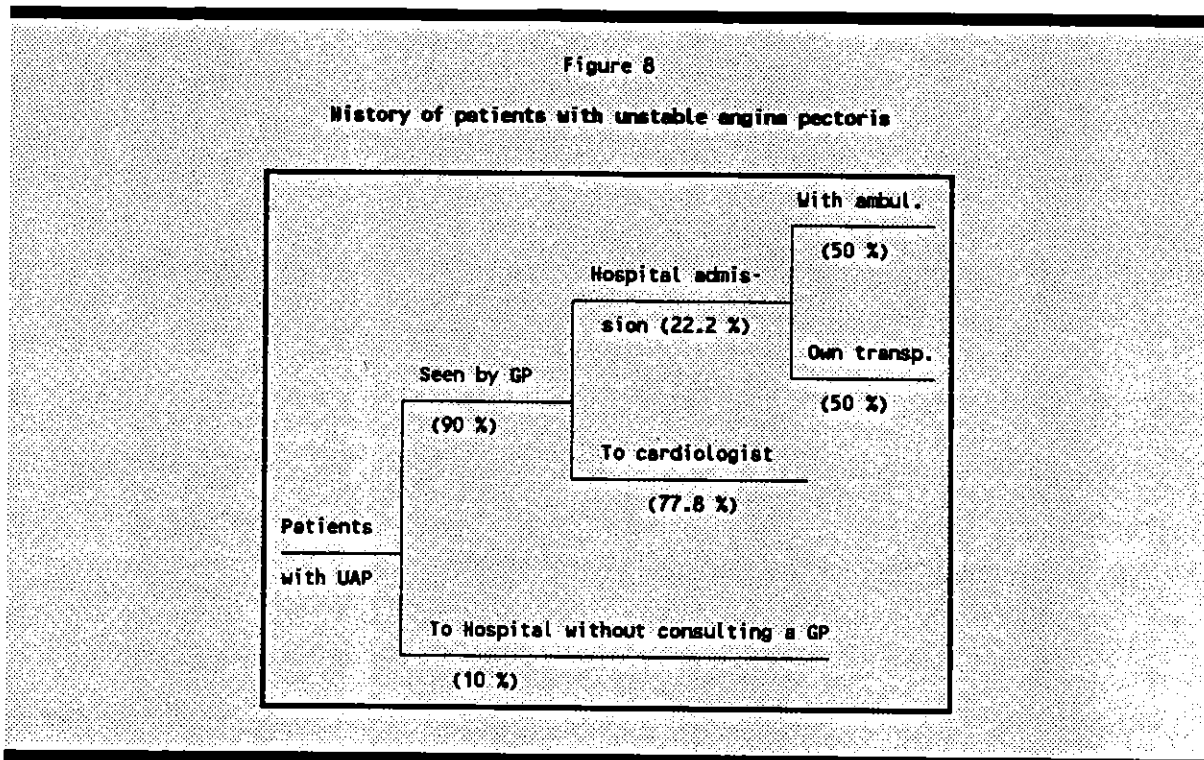 Figure 8
History of patients with unstable angina pectoris
With ambul.
(50 %)
Hospital admis-
sion (22.2 %)
Own transp.
(50 %)
Seen by GP
(90 %)
To cardiologist
(77.8 %)
Patients
with UAP
To Hospital without consulting a GP
(10 %)